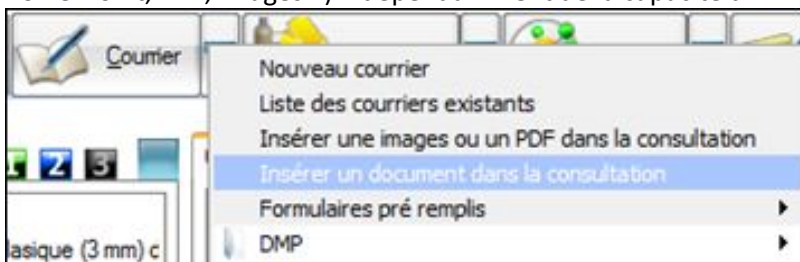 Courrier
Nouveau courrier
Liste des courriers existants
Insérer une images ou un PDF dans la consultation
1 2 3
Insérer un document dans la consultation
Formulaires pré remplis
lasique (3 mm) c
DMP